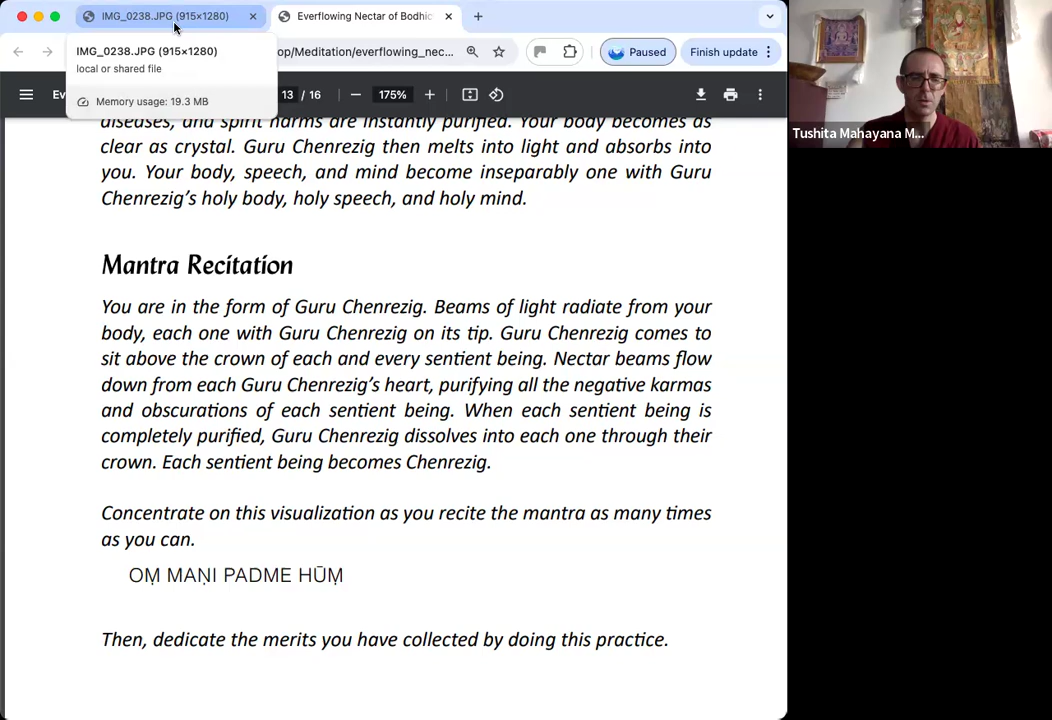 IMG_0238.JPG (915×1280)
Everflowing Nectar of Bodhic
IMG_0238.JPG (915×1280)
local or shared file
Memory usage: 19.3 MB
op/Meditation/everflowing_nec...
Paused
Finish update
Ev
13 / 16
175%
Tushita Mahayana M...
diseases, and spirit harms are instantly purified. Your body becomes as
clear as crystal. Guru Chenrezig then melts into light and absorbs into
you. Your body, speech, and mind become inseparably one with Guru
Chenrezig’s holy body, holy speech, and holy mind.
Mantra Recitation
You are in the form of Guru Chenrezig. Beams of light radiate from your
body, each one with Guru Chenrezig on its tip. Guru Chenrezig comes to
sit above the crown of each and every sentient being. Nectar beams flow
down from each Guru Chenrezig’s heart, purifying all the negative karmas
and obscurations of each sentient being. When each sentient being is
completely purified, Guru Chenrezig dissolves into each one through their
crown. Each sentient being becomes Chenrezig.
Concentrate on this visualization as you recite the mantra as many times
as you can.
OṂ MAṆI PADME HŪṂ
Then, dedicate the merits you have collected by doing this practice.